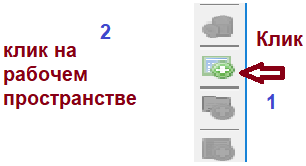 2
клик на
рабочем
пространстве
Клик
1